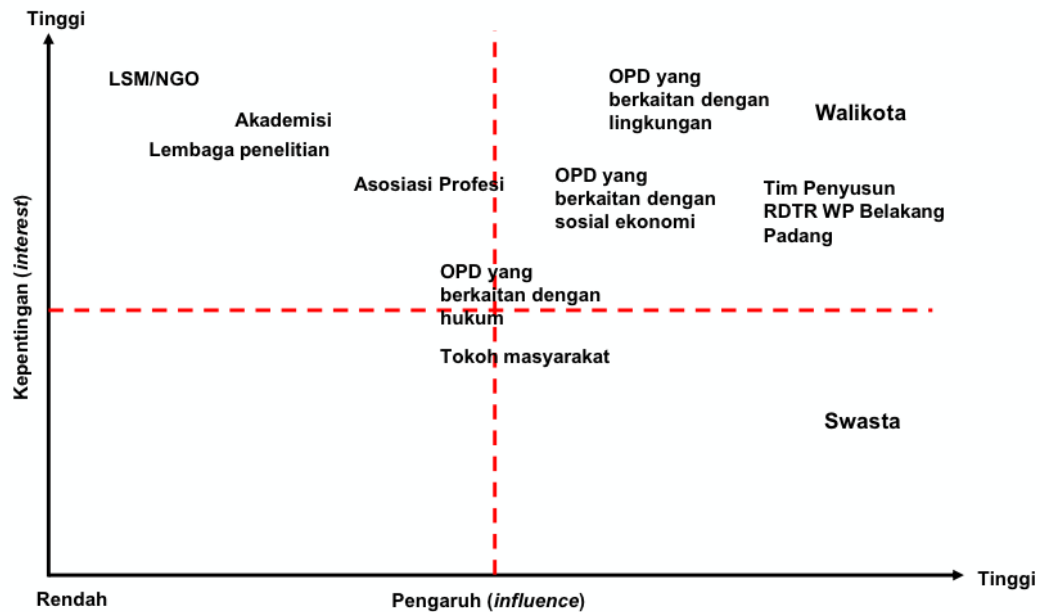 Tinggi
LSM/NGO
Akademisi
Lembaga penelitian
Asosiasi Profesi
OPD yang
berkaitan dengan
lingkungan
Walikota
OPD yang
berkaitan dengan
sosial ekonomi
Tim Penyusun
RDTR WP Belakang
Padang
OPD yang
berkaitan dengan
hukum
Tokoh masyarakat
Swasta
Kepentingan (interest)
Rendah
Pengaruh (influence)
Tinggi